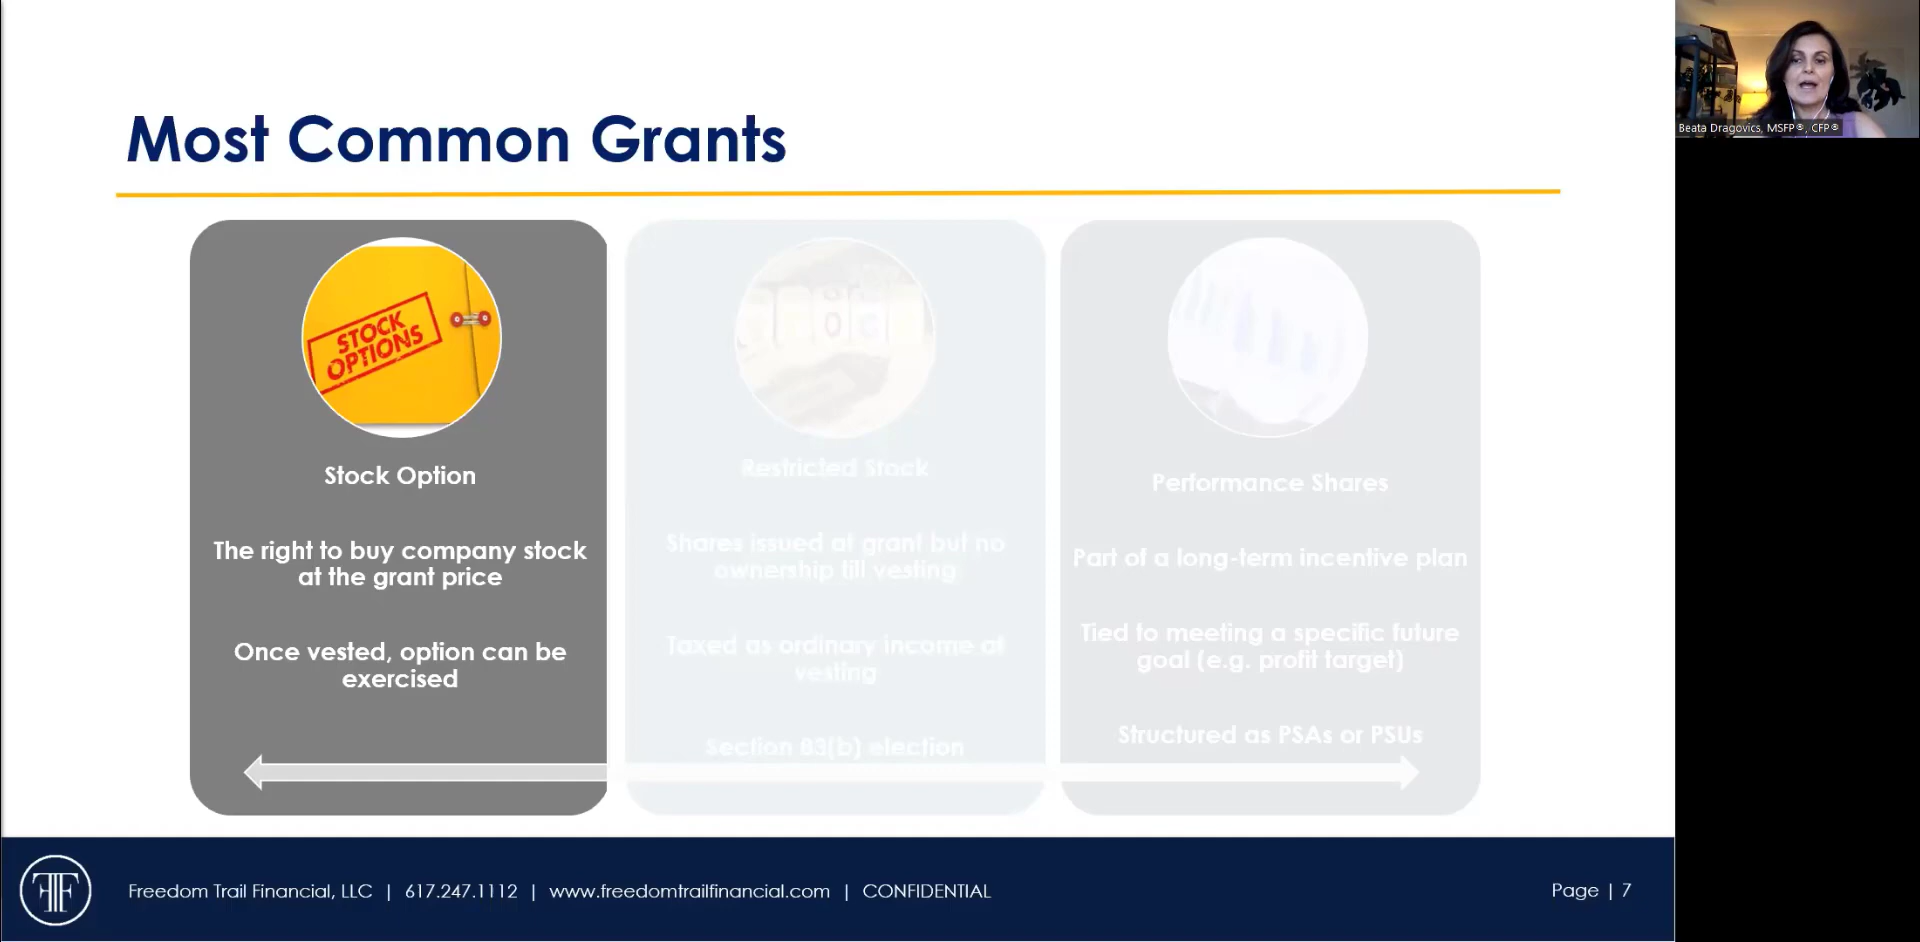 Most Common Grants
STOCK
OPTIONS
Stock Option
The right to buy company stock
at the grant price
Once vested, option can be
exercised
Restricted Stock
Shares issued at grant but no
ownership till vesting
Taxed as ordinary income at
vesting
Section 83(b) election
Performance Shares
Part of a long-term incentive plan
Tied to meeting a specific future
goal (e.g. profit target)
Structured as PSAs or PSUs
Beata Dragovics, MSFP®, CFP®
Freedom Trail Financial, LLC | 617.247.1112 | www.freedomtrailfinancial.com | CONFIDENTIAL
Page | 7